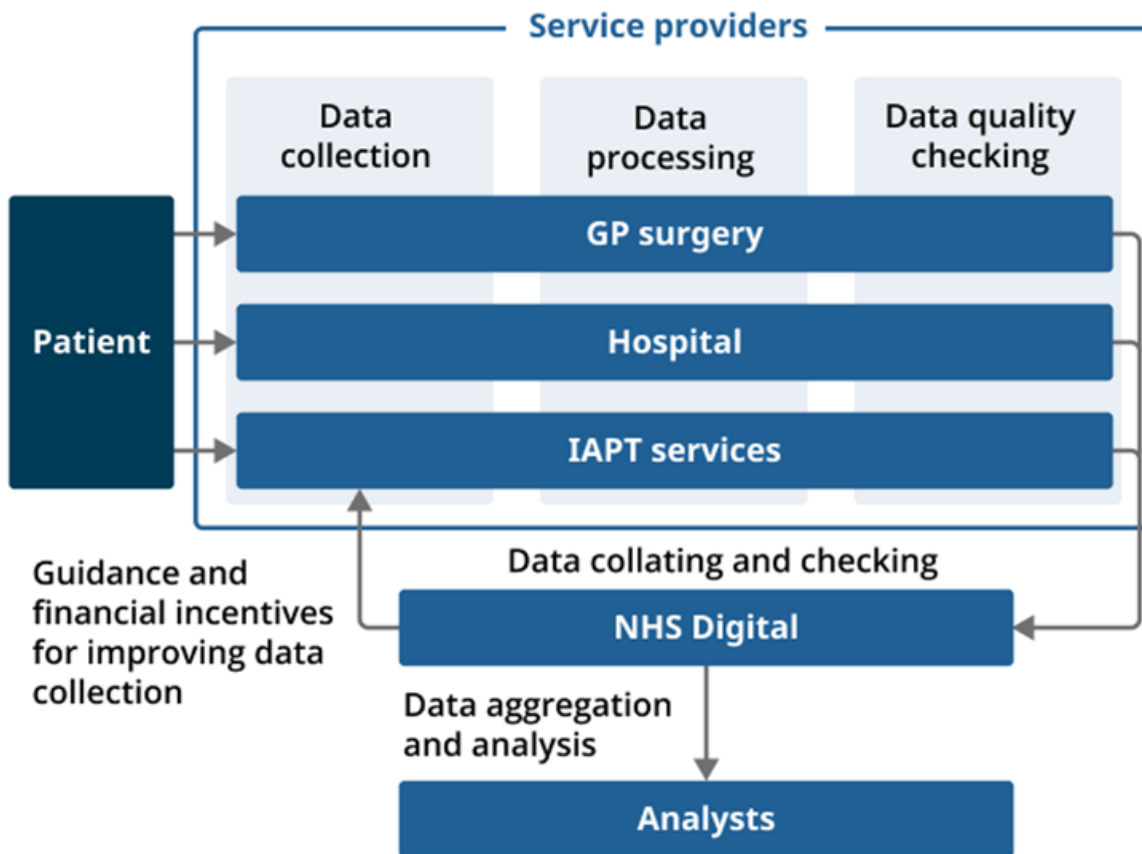 Service providers
Data
collection
Data
processing
Data quality
checking
Patient
GP surgery
Hospital
IAPT services
Guidance and
financial incentives
for improving data
collection
Data collating and checking
NHS Digital
Data aggregation
and analysis
Analysts